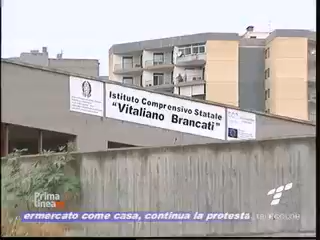 Istituto Comprensivo Statale
"Vitaliano Brancati"
Prima
Linea
ermercato come casa, continua la protesta